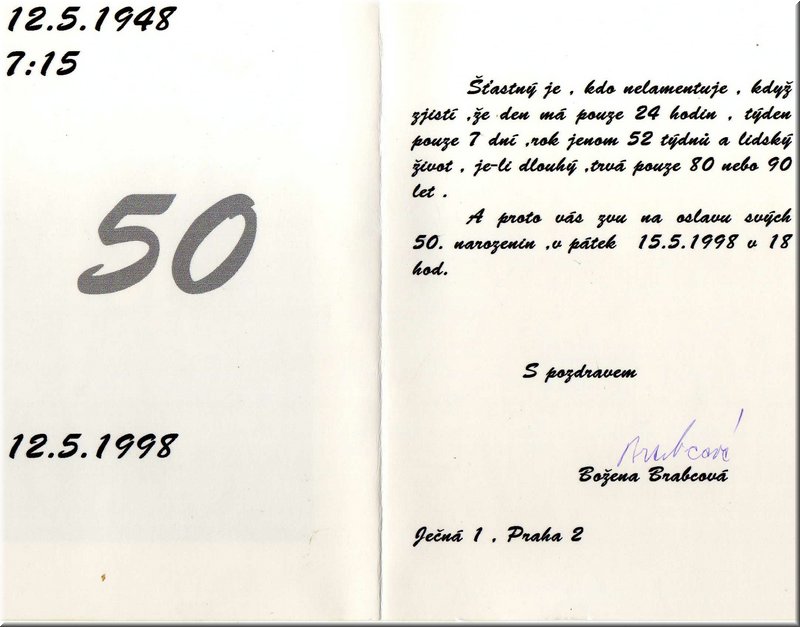 12.5.1948
7:15
50
12.5.1998
Šťastný je , kdo nelamentuje , když
zjistí ,že den má pouze 24 hodin , týden
pouze 7 dní ,rok jenom 52 týdnů a lidský
život , je-li dlouhý ,trvá pouze 80 nebo 90
let .
A proto vás zvu na oslavu svých
50. narozenin ,v pátek 15.5.1998 v 18
hod.
S pozdravem
Brabcová
Božena Brabcová
Ječná 1 , Praha 2